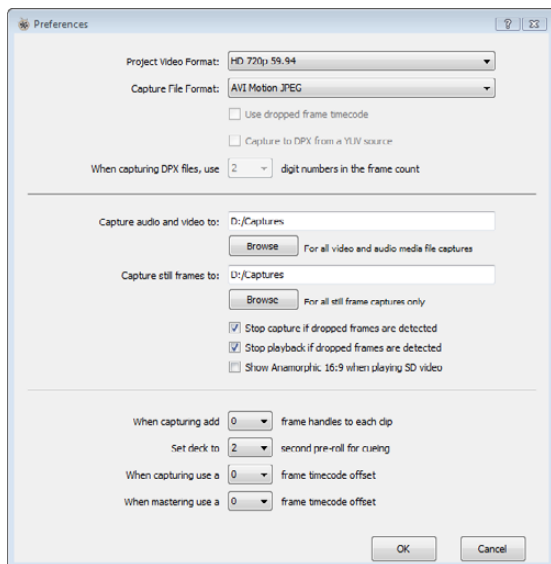 Preferences
Project Video Format: HD 720p 59.94
Capture File Format: AVI Motion JPEG
Use dropped frame timecode
Capture to DPX from a YUV source
When capturing DPX files, use 2 digit numbers in the frame count
Capture audio and video to: D:/Captures
Browse For all video and audio media file captures
Capture still frames to: D:/Captures
Browse For all still frame captures only
Stop capture if dropped frames are detected
Stop playback if dropped frames are detected
Show Anamorphic 16:9 when playing SD video
When capturing add 0 frame handles to each clip
Set deck to 2 second pre-roll for cueing
When capturing use a 0 frame timecode offset
When mastering use a 0 frame timecode offset
OK Cancel